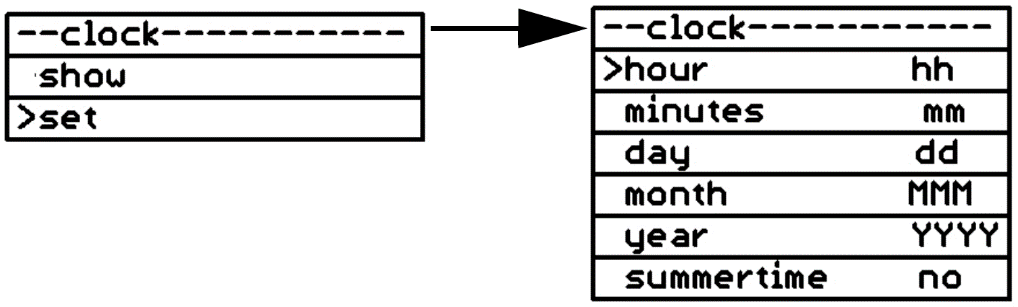 --clock------------
show
>set
--clock------------
>hour hh
minutes mm
day dd
month MMM
year YYYY
summertime no